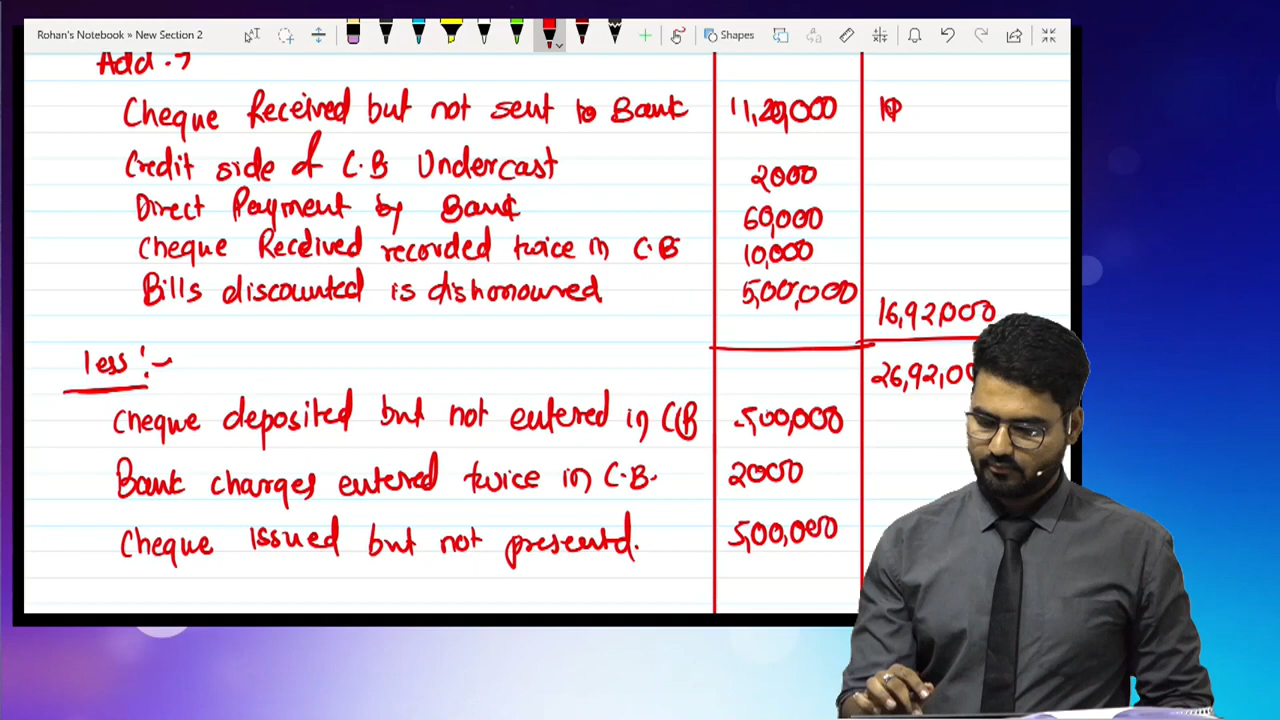 Rohan's Notebook » New Section 2
Shapes
Add :-
Cheque Received but not sent to Bank 11,20,000
Credit side of C.B Undercast 2000
Direct Payment by Bank 60,000
Cheque Received recorded twice in C.B 10,000
Bills discounted is dishonoured 5,00,000 16,92,000
less :- 26,92,00
Cheque deposited but not entered in CB 5,00,000
Bank charges entered twice in C.B. 2000
Cheque issued but not presentd. 5,00,000